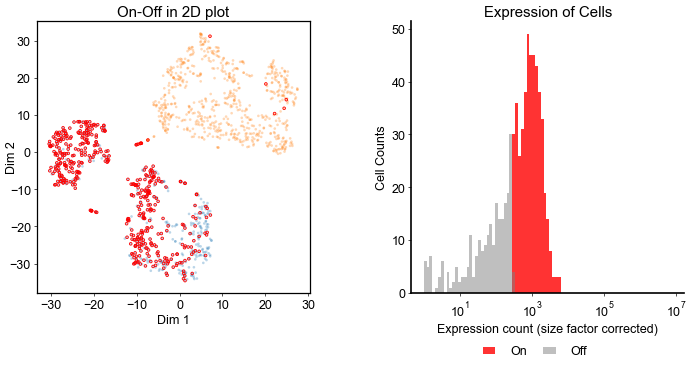 On-Off in 2D plot
30
20
10
0
−10
−20
−30
Dim 2
−30 −20 −10 0 10 20 30
Dim 1
Expression of Cells
50
40
30
20
10
0
Cell Counts
10^1 10^3 10^5 10^7
Expression count (size factor corrected)
On Off